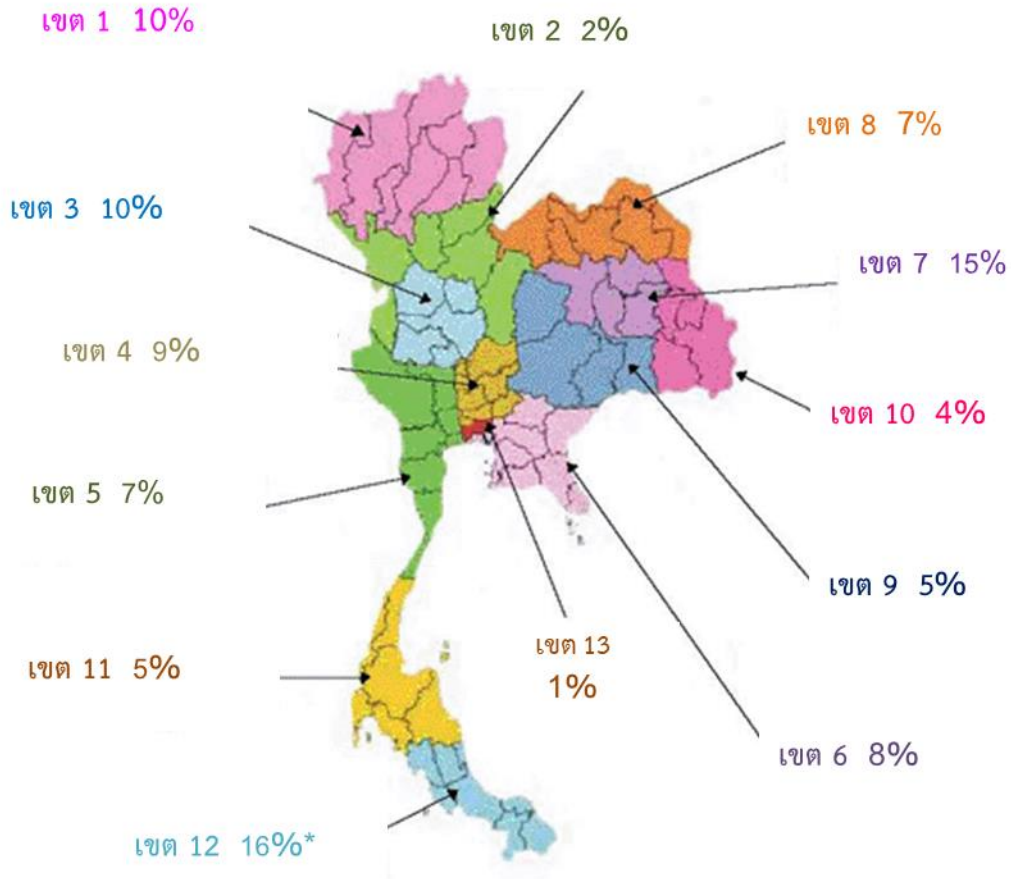 เขต 1 10%
เขต 2 2%
เขต 8 7%
เขต 3 10%
เขต 7 15%
เขต 4 9%
เขต 10 4%
เขต 5 7%
เขต 9 5%
เขต 13
1%
เขต 11 5%
เขต 6 8%
เขต 12 16%*